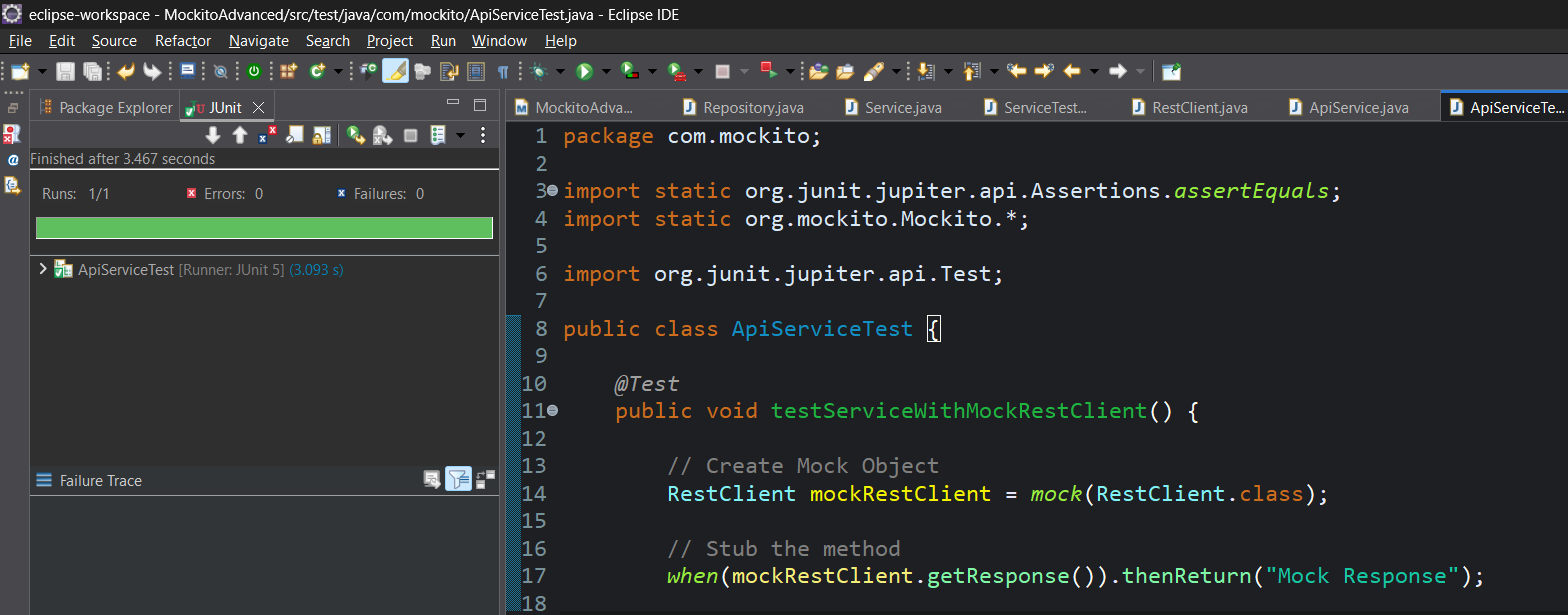 eclipse-workspace - MockitoAdvanced/src/test/java/com/mockito/ApiServiceTest.java - Eclipse IDE
File Edit Source Refactor Navigate Search Project Run Window Help
Package Explorer JUnit
Finished after 3.467 seconds
Runs: 1/1 Errors: 0 Failures: 0
ApiServiceTest [Runner: JUnit 5] (3.093 s)
Failure Trace
MockitoAdva... Repository.java Service.java ServiceTest... RestClient.java ApiService.java ApiServiceTe...
1 package com.mockito;
2
3 import static org.junit.jupiter.api.Assertions.assertEquals;
4 import static org.mockito.Mockito.*;
5
6 import org.junit.jupiter.api.Test;
7
8 public class ApiServiceTest {
9
10 @Test
11 public void testServiceWithMockRestClient() {
12
13 // Create Mock Object
14 RestClient mockRestClient = mock(RestClient.class);
15
16 // Stub the method
17 when(mockRestClient.getResponse()).thenReturn("Mock Response");
18